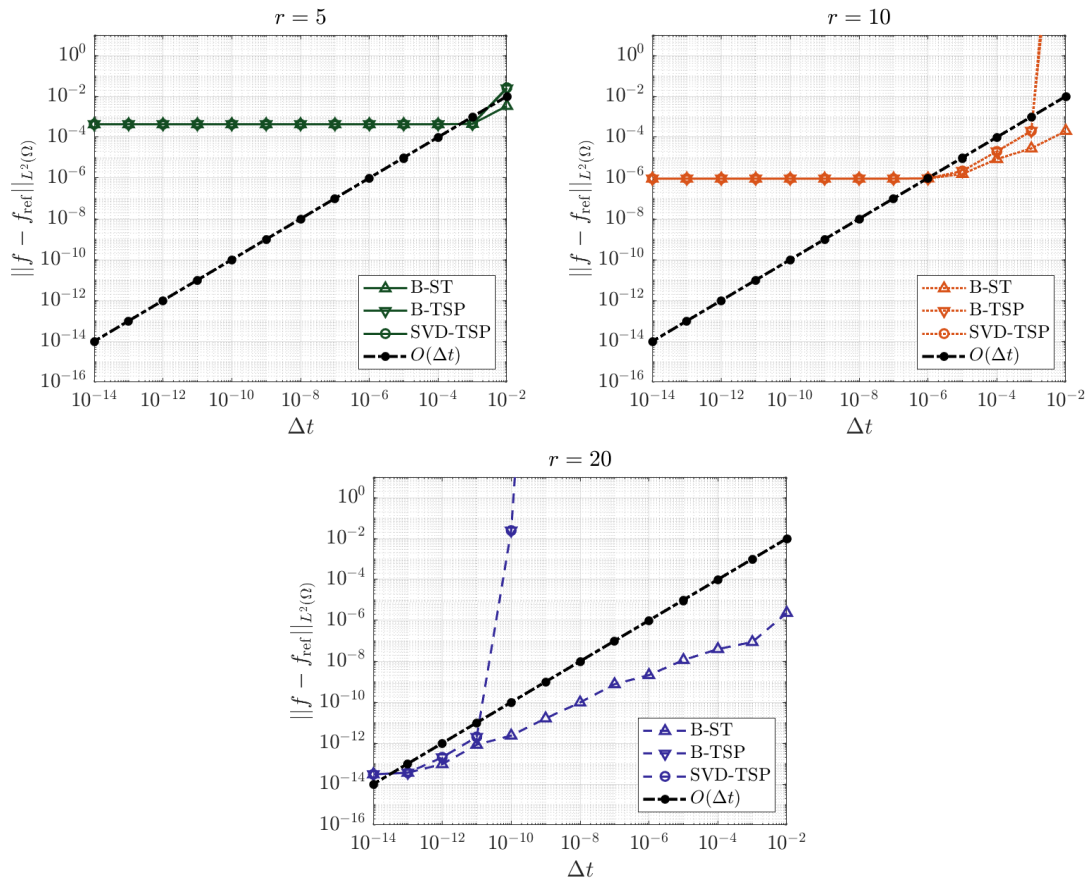 r = 5
10^0
10^{-2}
10^{-4}
10^{-6}
10^{-8}
10^{-10}
10^{-12}
10^{-14}
10^{-16}
||f − f_ref||_{L^2(Ω)}
B-ST
B-TSP
SVD-TSP
O(Δt)
10^{-14} 10^{-12} 10^{-10} 10^{-8} 10^{-6} 10^{-4} 10^{-2}
Δt
r = 10
10^0
10^{-2}
10^{-4}
10^{-6}
10^{-8}
10^{-10}
10^{-12}
10^{-14}
10^{-16}
||f − f_ref||_{L^2(Ω)}
B-ST
B-TSP
SVD-TSP
O(Δt)
10^{-14} 10^{-12} 10^{-10} 10^{-8} 10^{-6} 10^{-4} 10^{-2}
Δt
r = 20
10^0
10^{-2}
10^{-4}
10^{-6}
10^{-8}
10^{-10}
10^{-12}
10^{-14}
10^{-16}
||f − f_ref||_{L^2(Ω)}
B-ST
B-TSP
SVD-TSP
O(Δt)
10^{-14} 10^{-12} 10^{-10} 10^{-8} 10^{-6} 10^{-4} 10^{-2}
Δt